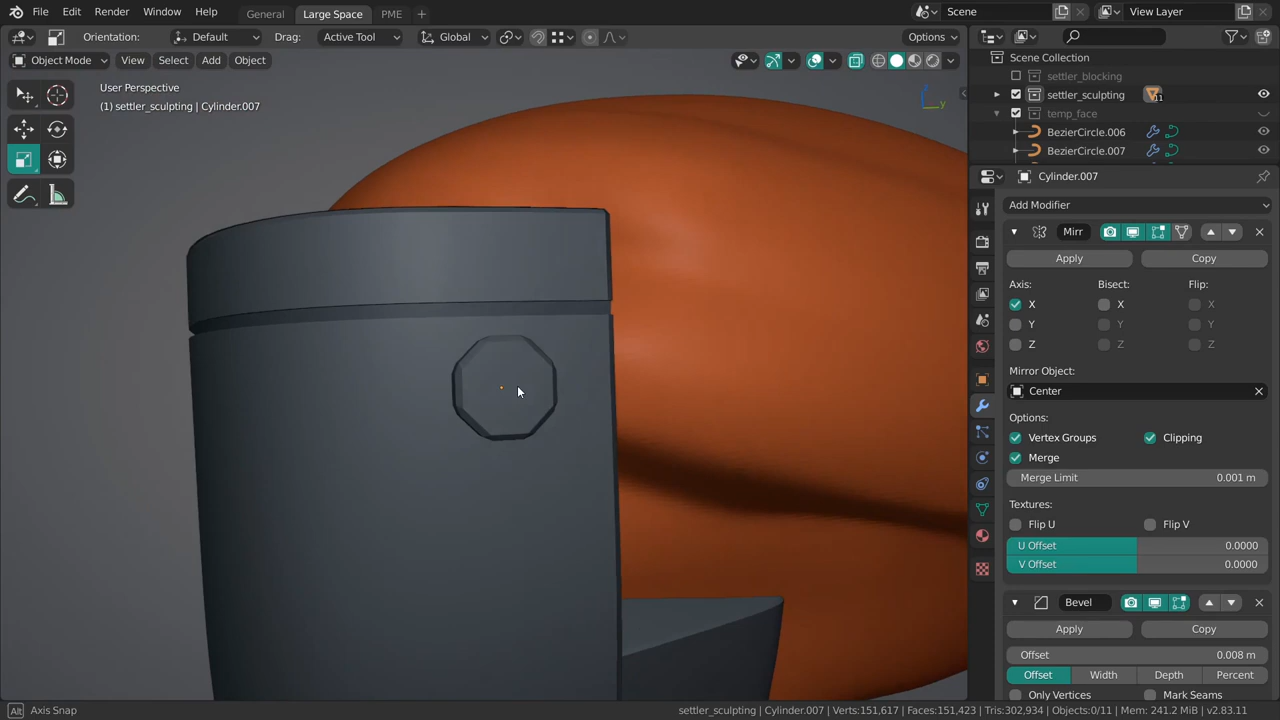 File Edit Render Window Help General Large Space PME + Scene View Layer
Orientation: Default Drag: Active Tool Global Options
Object Mode View Select Add Object
User Perspective
(1) settler_sculpting | Cylinder.007
y
Scene Collection
settler_blocking
settler_sculpting 11
temp_face
BezierCircle.006
BezierCircle.007
Cylinder.007
Add Modifier
Mirr
Apply Copy
Axis: Bisect: Flip:
X X X
Y Y Y
Z Z Z
Mirror Object:
Center
Options:
Vertex Groups Clipping
Merge
Merge Limit 0.001 m
Textures:
Flip U Flip V
U Offset 0.0000
V Offset 0.0000
Bevel
Apply Copy
Offset 0.008 m
Offset Width Depth Percent
Only Vertices Mark Seams
Alt Axis Snap settler_sculpting | Cylinder.007 | Verts:151,617 | Faces:151,423 | Tris:302,934 | Objects:0/11 | Mem: 241.2 MiB | v2.83.11